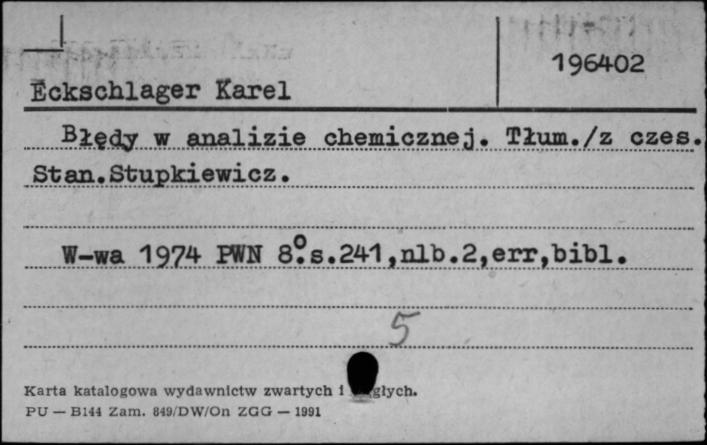 196402
Eckschlager Karel
Błędy w analizie chemicznej. Tłum./z czes.
Stan.Stupkiewicz.
W-wa 1974 PWN 8°.s.241,nlb.2,err,bibl.
5
Karta katalogowa wydawnictw zwartych i
PU — B144 Zam. 849/DW/On ZGG — 1991